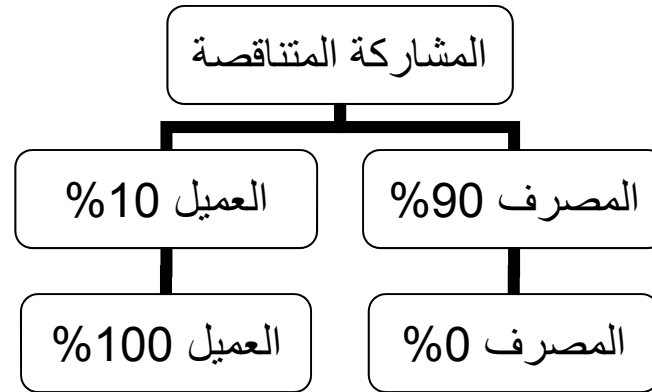 المشاركة المتناقصة
المصرف 90%
العميل 10%
المصرف 0%
العميل 100%